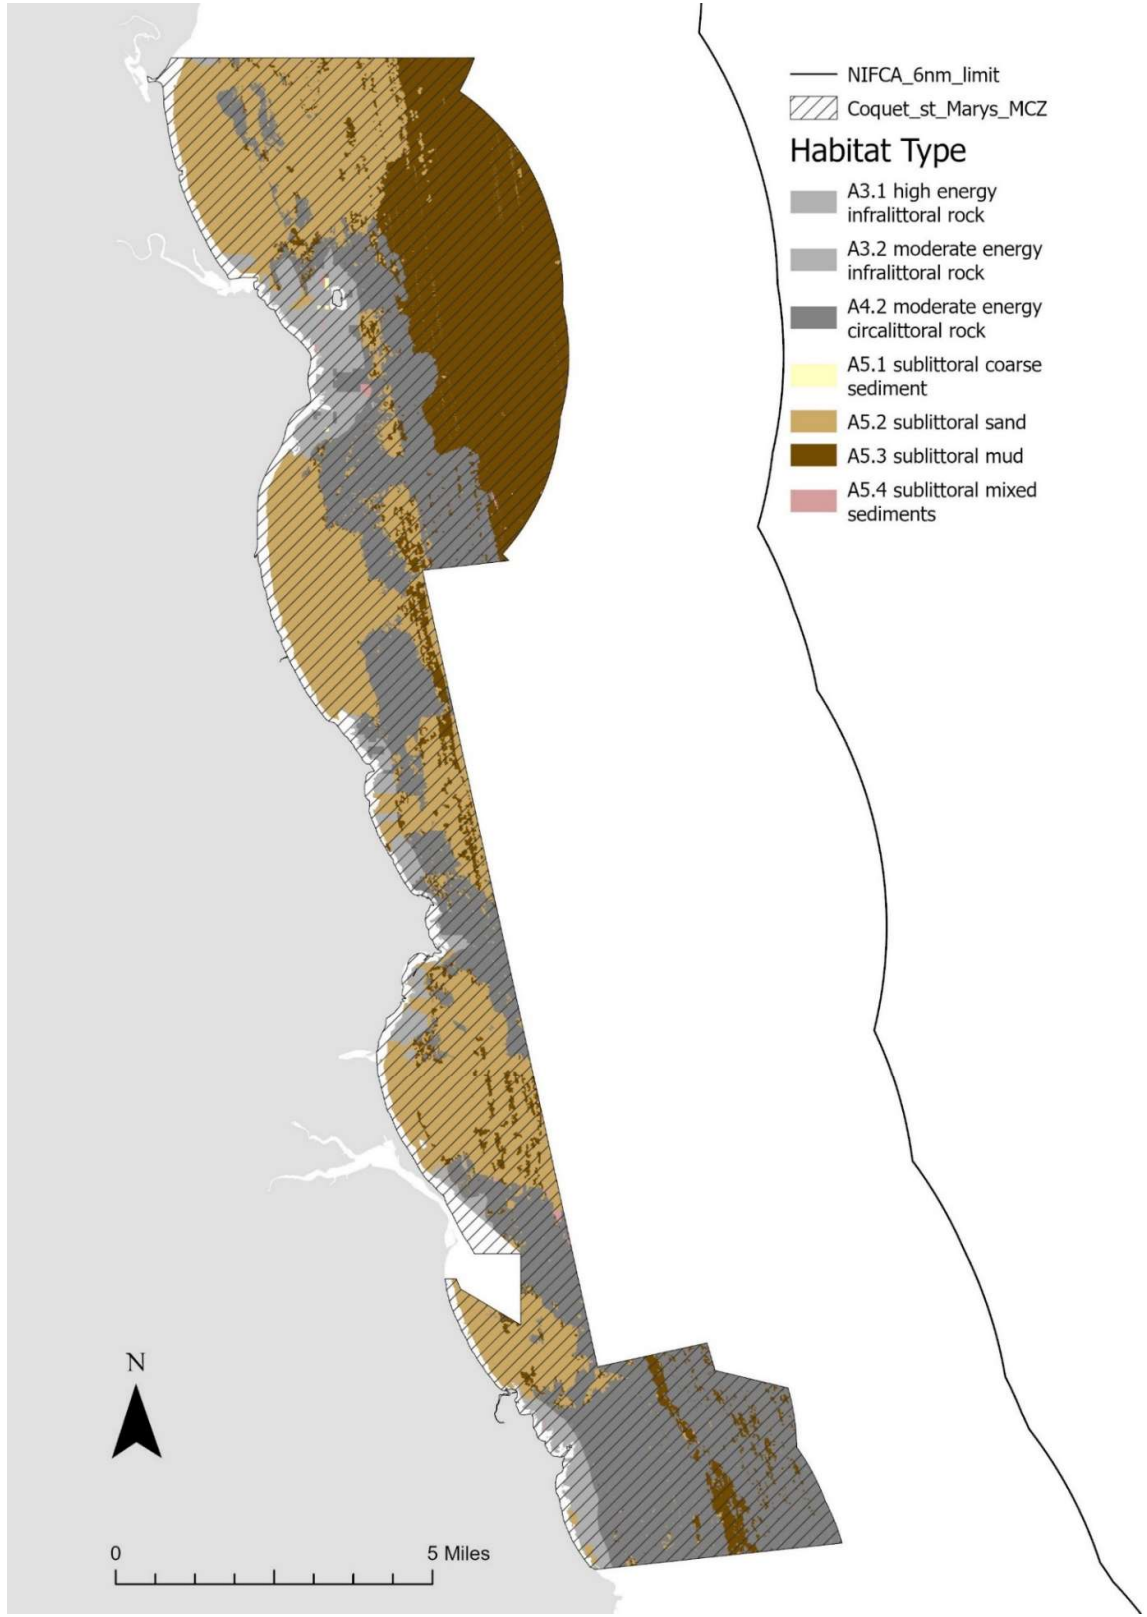 NIFCA_6nm_limit
Coquet_st_Marys_MCZ
Habitat Type
A3.1 high energy
infralittoral rock
A3.2 moderate energy
infralittoral rock
A4.2 moderate energy
circalittoral rock
A5.1 sublittoral coarse
sediment
A5.2 sublittoral sand
A5.3 sublittoral mud
A5.4 sublittoral mixed
sediments
N
0 5 Miles